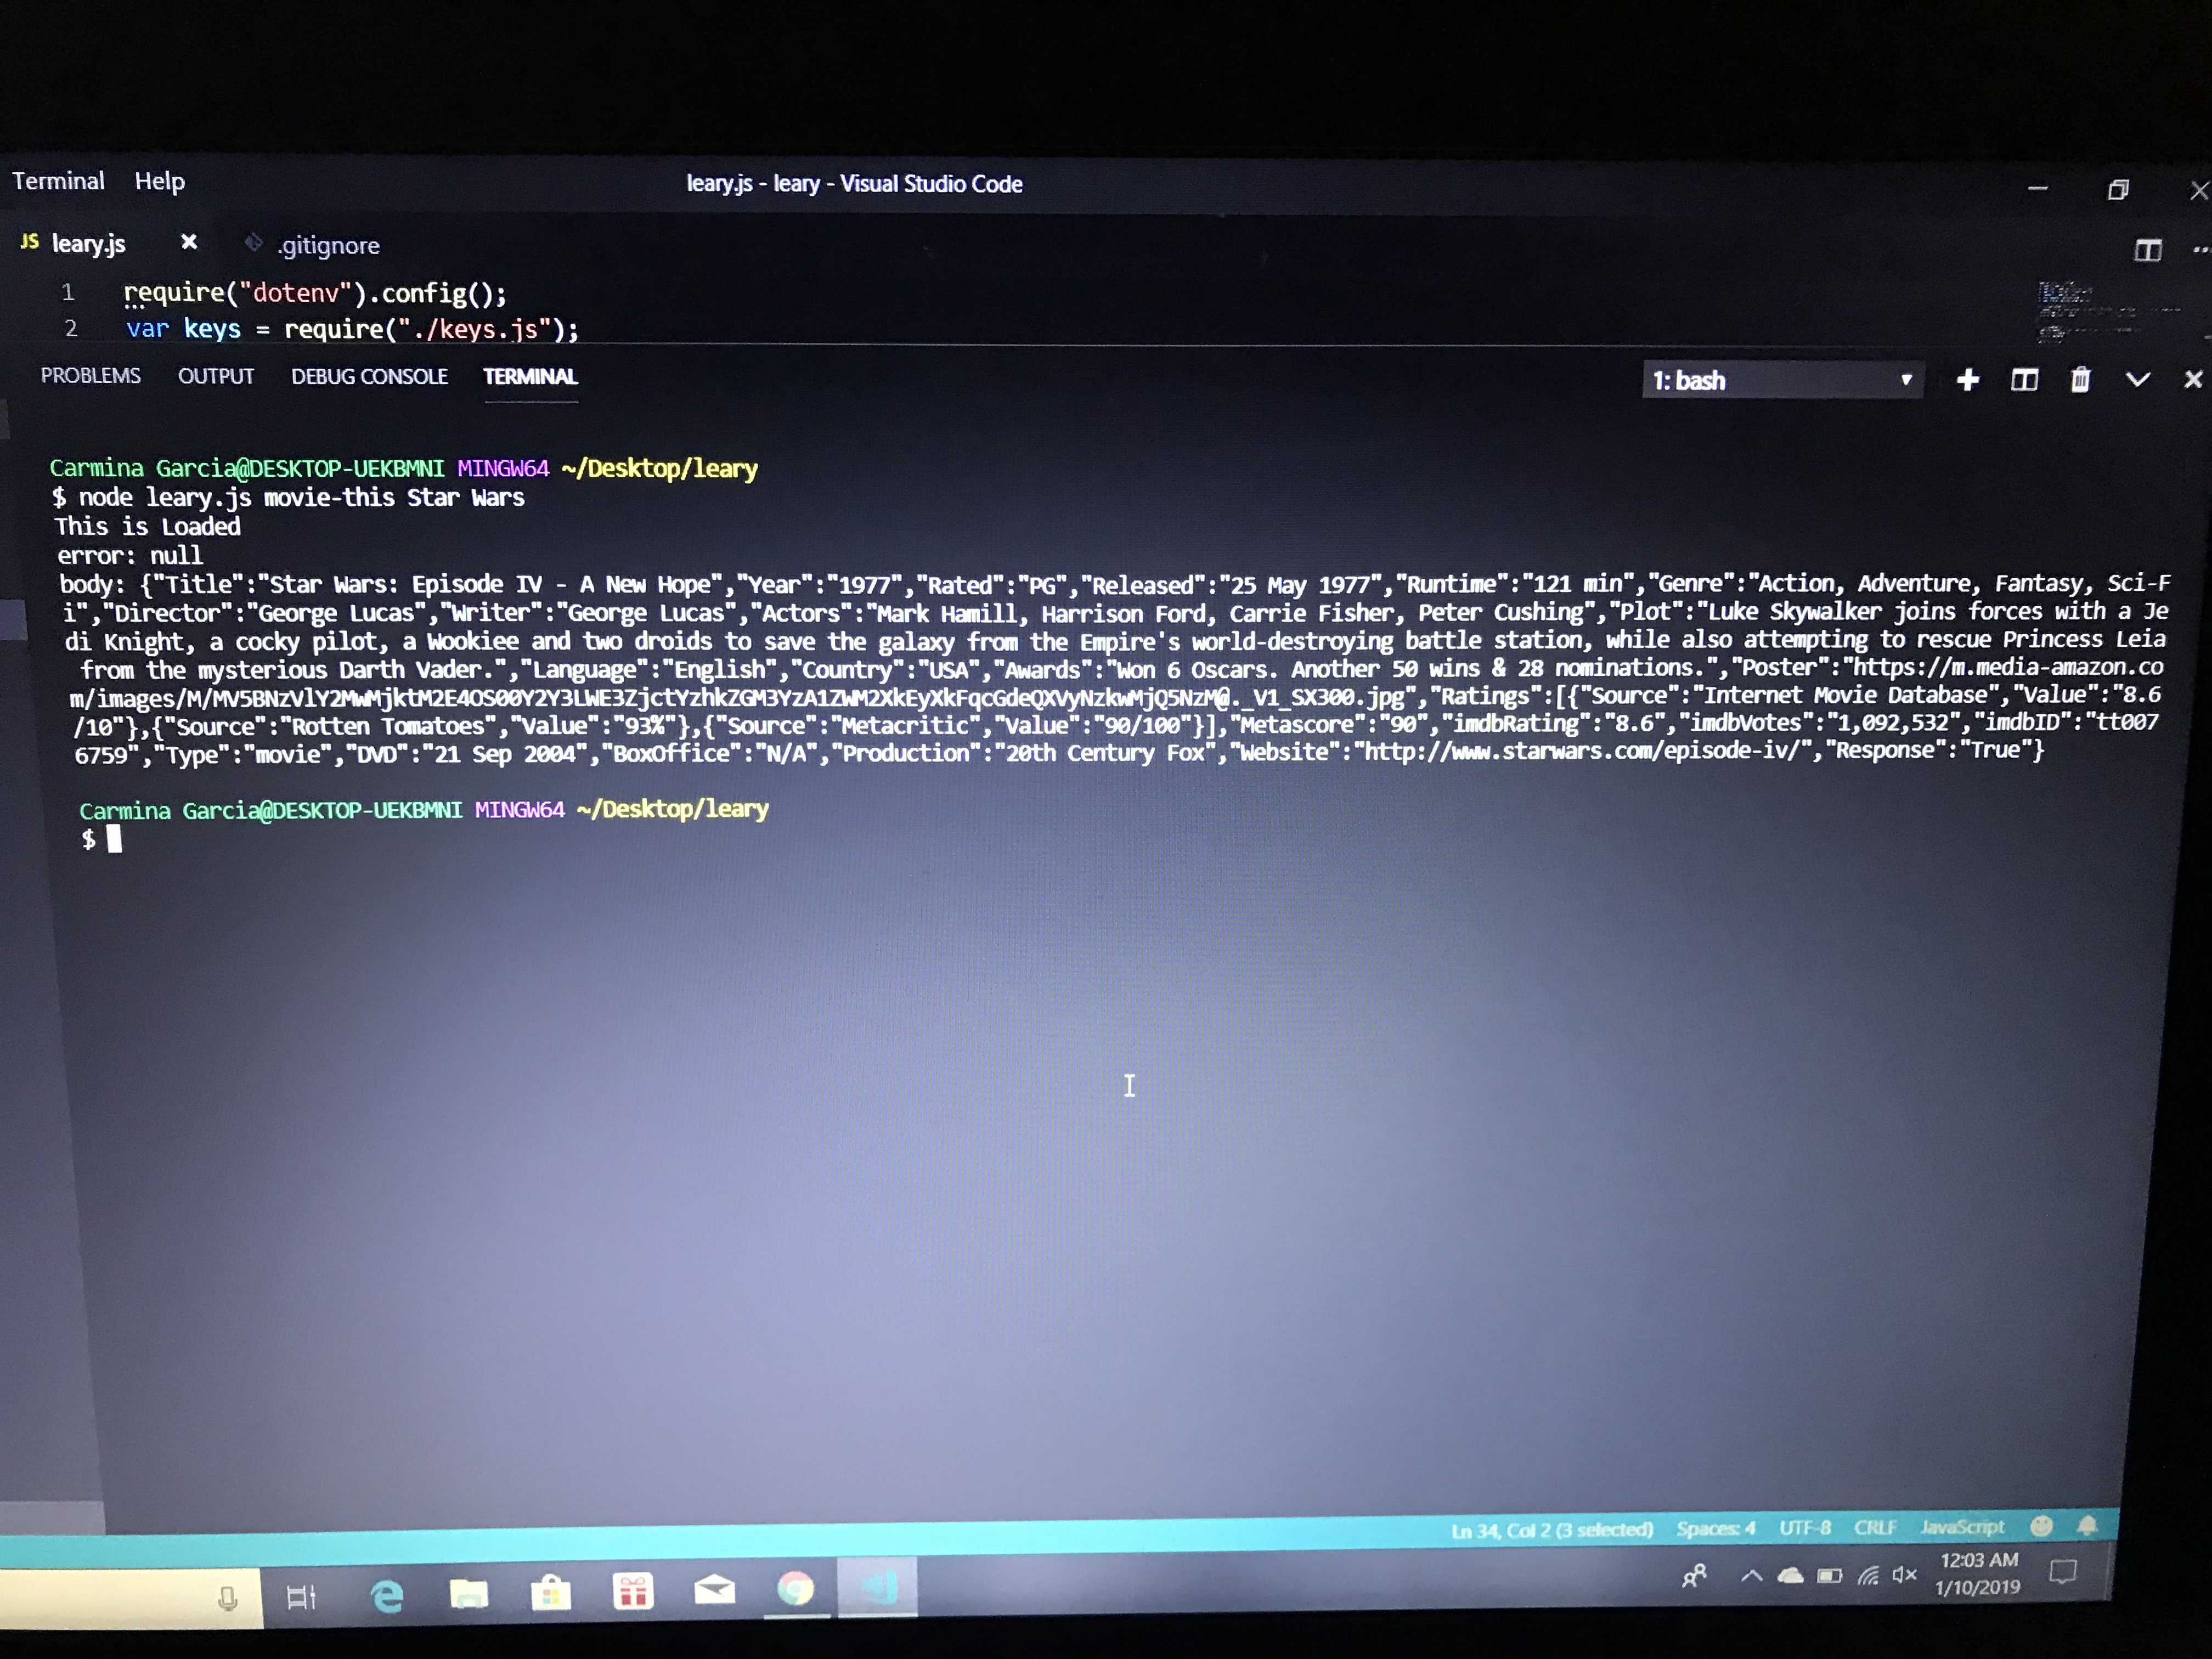 Terminal Help leary.js - leary - Visual Studio Code
JS leary.js .gitignore
1 require("dotenv").config();
2 var keys = require("./keys.js");
PROBLEMS OUTPUT DEBUG CONSOLE TERMINAL 1: bash
Carmina Garcia@DESKTOP-UEKBMNI MINGW64 ~/Desktop/leary
$ node leary.js movie-this Star Wars
This is Loaded
error: null
body: {"Title":"Star Wars: Episode IV - A New Hope","Year":"1977","Rated":"PG","Released":"25 May 1977","Runtime":"121 min","Genre":"Action, Adventure, Fantasy, Sci-F
i","Director":"George Lucas","Writer":"George Lucas","Actors":"Mark Hamill, Harrison Ford, Carrie Fisher, Peter Cushing","Plot":"Luke Skywalker joins forces with a Je
di Knight, a cocky pilot, a Wookiee and two droids to save the galaxy from the Empire's world-destroying battle station, while also attempting to rescue Princess Leia
from the mysterious Darth Vader.","Language":"English","Country":"USA","Awards":"Won 6 Oscars. Another 50 wins & 28 nominations.","Poster":"https://m.media-amazon.co
m/images/M/MV5BNzVlY2MwMjktM2E4OS00Y2Y3LWE3ZjctYzhkZGM3YzA1ZWM2XkEyXkFqcGdeQXVyNzkwMjQ5NzM@._V1_SX300.jpg","Ratings":[{"Source":"Internet Movie Database","Value":"8.6
/10"},{"Source":"Rotten Tomatoes","Value":"93%"},{"Source":"Metacritic","Value":"90/100"}],"Metascore":"90","imdbRating":"8.6","imdbVotes":"1,092,532","imdbID":"tt007
6759","Type":"movie","DVD":"21 Sep 2004","BoxOffice":"N/A","Production":"20th Century Fox","Website":"http://www.starwars.com/episode-iv/","Response":"True"}
Carmina Garcia@DESKTOP-UEKBMNI MINGW64 ~/Desktop/leary
$
Ln 34, Col 2 (3 selected) Spaces: 4 UTF-8 CRLF JavaScript
12:03 AM
1/10/2019